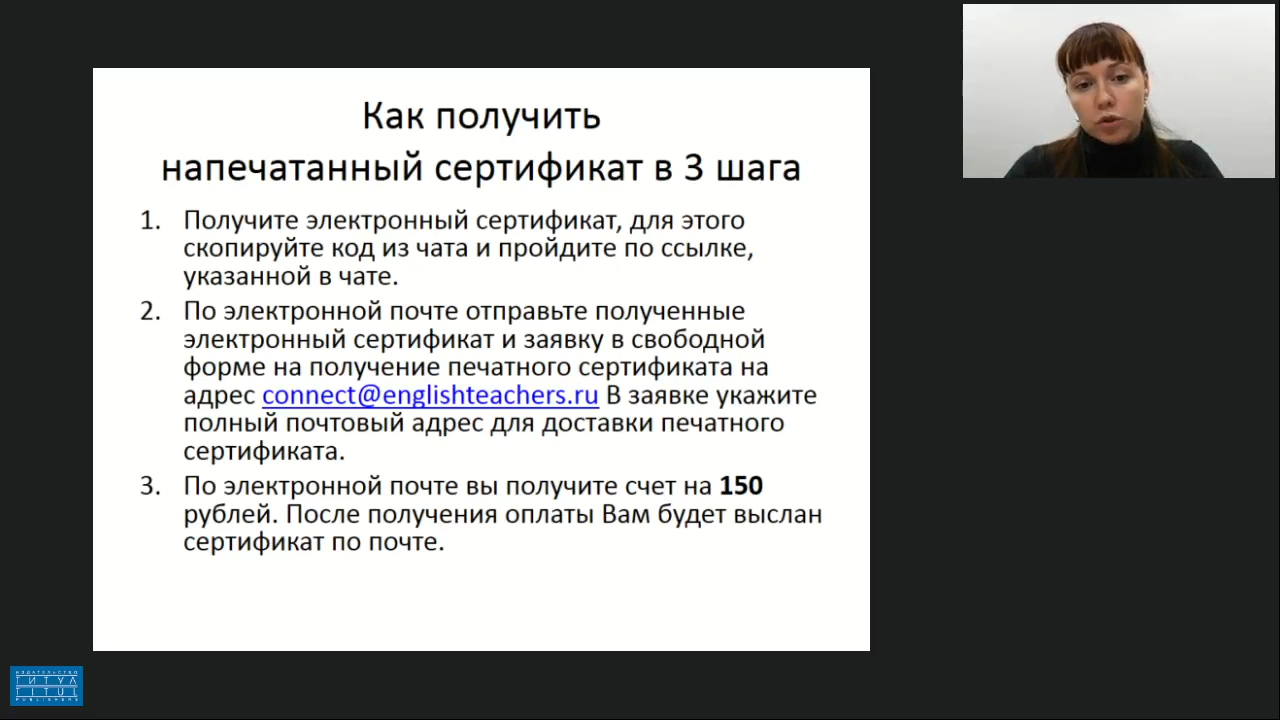 Как получить
напечатанный сертификат в 3 шага
1. Получите электронный сертификат, для этого
скопируйте код из чата и пройдите по ссылке,
указанной в чате.
2. По электронной почте отправьте полученные
электронный сертификат и заявку в свободной
форме на получение печатного сертификата на
адрес connect@englishteachers.ru В заявке укажите
полный почтовый адрес для доставки печатного
сертификата.
3. По электронной почте вы получите счет на 150
рублей. После получения оплаты Вам будет выслан
сертификат по почте.
ИЗДАТЕЛЬСТВО
ТИТУЛ
TITUL
PUBLISHERS